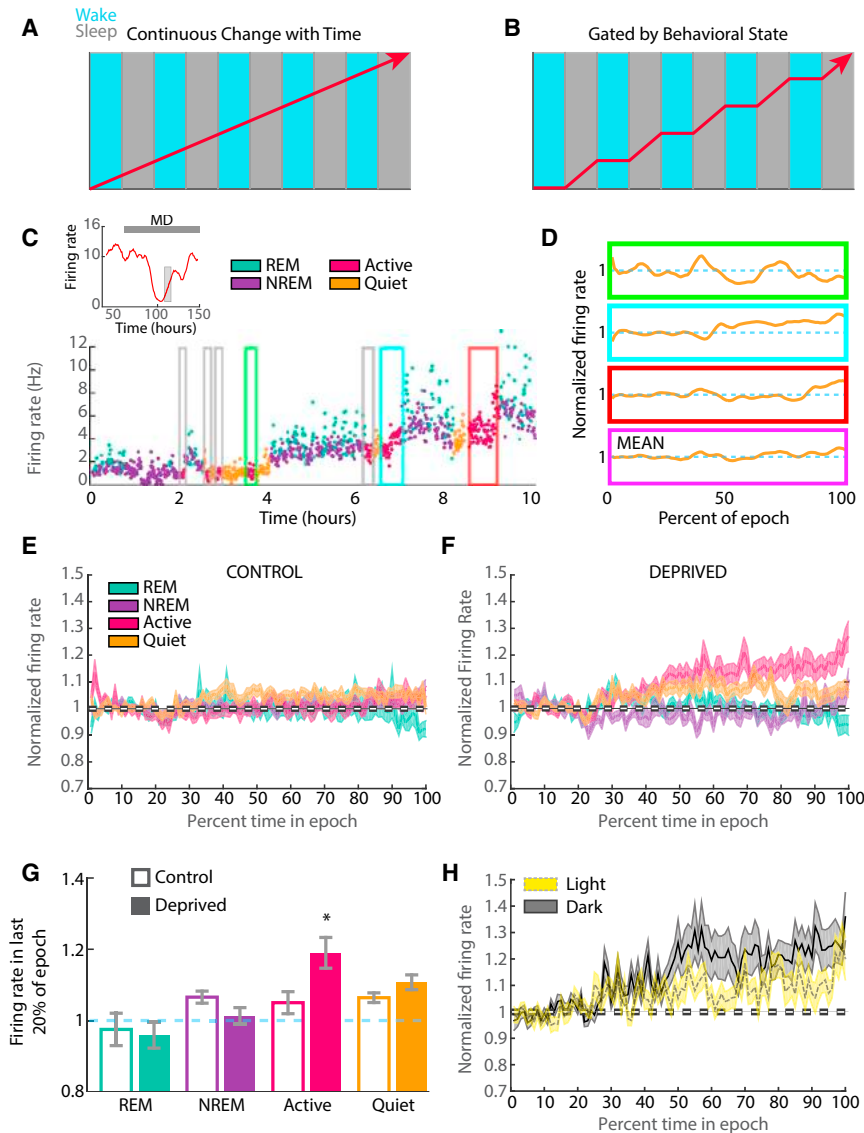 Wake
Sleep
A
Continuous Change with Time
B
Gated by Behavioral State
C
MD
Firing rate
16
10
0
50
100
150
Time (hours)
REM
NREM
Active
Quiet
Firing rate (Hz)
12
10
8
6
4
2
0
0
2
4
6
8
10
Time (hours)
D
Normalized firing rate
1
1
1
MEAN
1
0
50
100
Percent of epoch
E
CONTROL
REM
NREM
Active
Quiet
Normalized firing rate
1.5
1.4
1.3
1.2
1.1
1
0.9
0.8
0.7
0 10 20 30 40 50 60 70 80 90 100
Percent time in epoch
F
DEPRIVED
Normalized Firing Rate
1.5
1.4
1.3
1.2
1.1
1
0.9
0.8
0.7
0 10 20 30 40 50 60 70 80 90 100
Percent time in epoch
G
Control
Deprived
Firing rate in last
20% of epoch
1.4
1.2
1
0.8
*
REM
NREM
Active
Quiet
H
Light
Dark
Normalized firing rate
1.5
1.4
1.3
1.2
1.1
1
0.9
0.8
0.7
0 10 20 30 40 50 60 70 80 90 100
Percent time in epoch